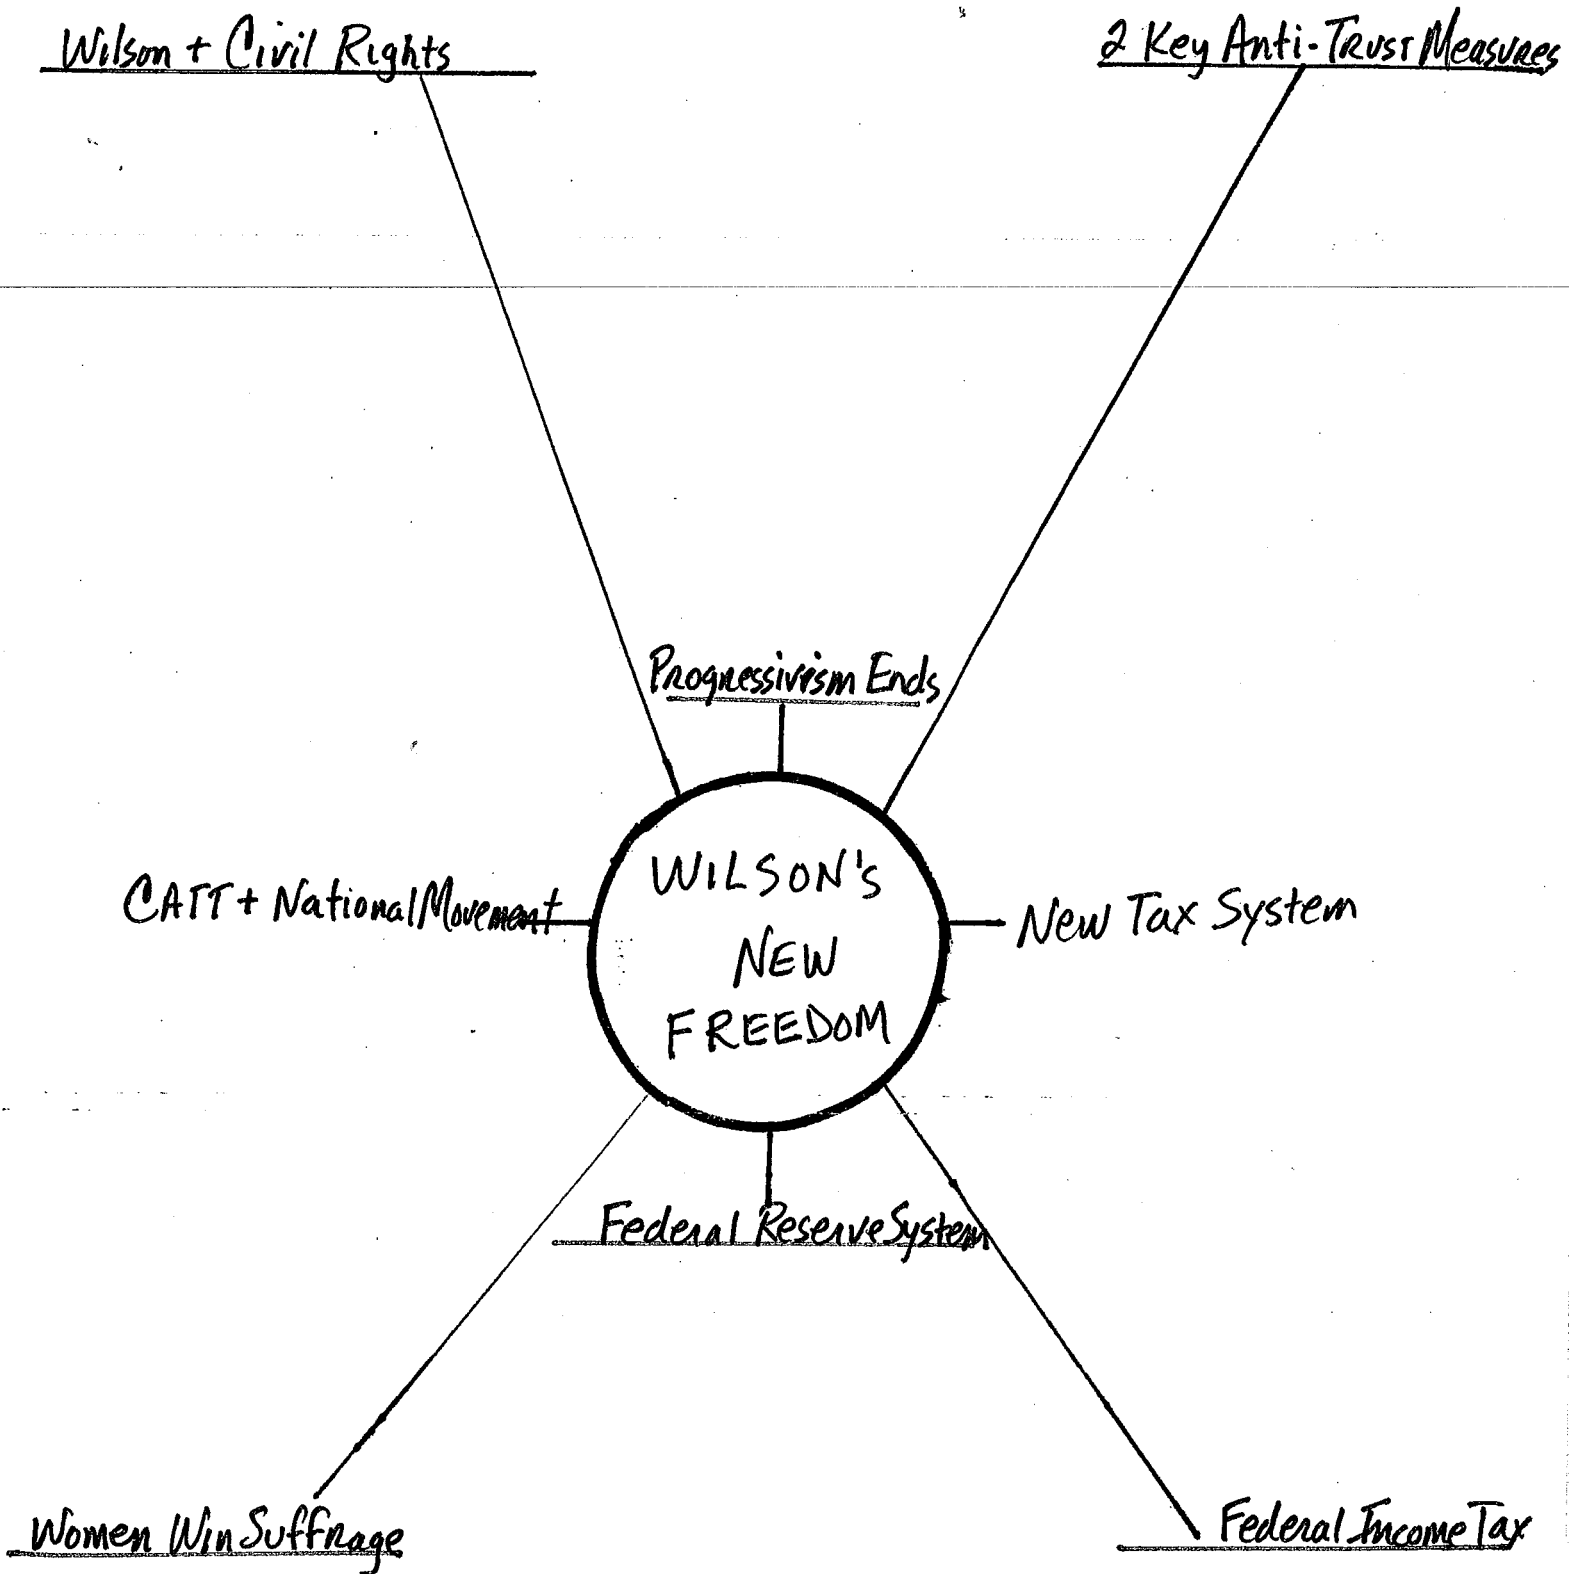 Wilson + Civil Rights
2 Key Anti-Trust Measures
Progressivism Ends
CATT + National Movement
WILSON'S
NEW
FREEDOM
New Tax System
Federal Reserve System
Women Win Suffrage
Federal Income Tax